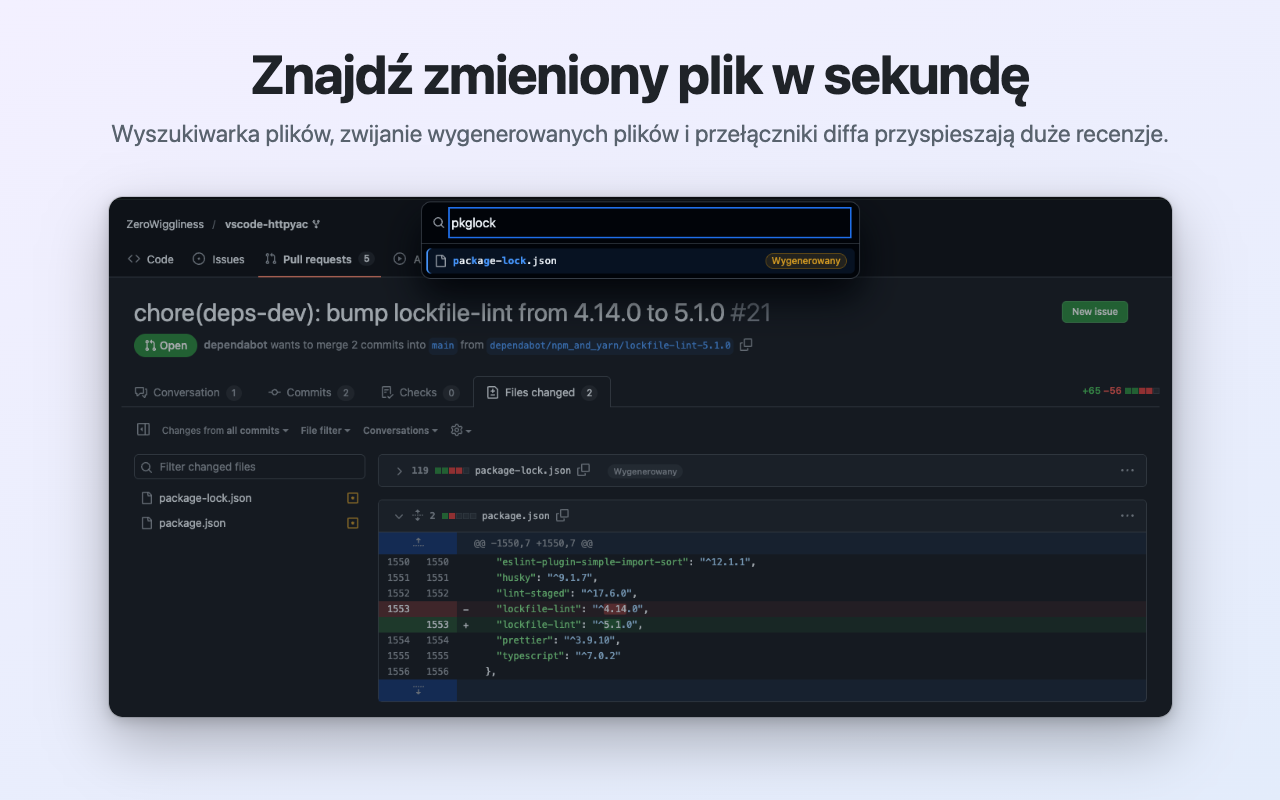 Znajdź zmieniony plik w sekundę
Wyszukiwarka plików, zwijanie wygenerowanych plików i przełączniki diffa przyspieszają duże recenzje.
ZeroWiggliness / vscode-httpyac
pkglock
Code Issues Pull requests 5 A
package-lock.json Wygenerowany
chore(deps-dev): bump lockfile-lint from 4.14.0 to 5.1.0 #21
New issue
Open dependabot wants to merge 2 commits into main from dependabot/npm_and_yarn/lockfile-lint-5.1.0
Conversation 1 Commits 2 Checks 0 Files changed 2 +65 −56
Changes from all commits File filter Conversations
Filter changed files
package-lock.json
package.json
119 package-lock.json Wygenerowany
2 package.json
@@ -1550,7 +1550,7 @@
1550 1550 "eslint-plugin-simple-import-sort": "^12.1.1",
1551 1551 "husky": "^9.1.7",
1552 1552 "lint-staged": "^17.6.0",
1553 - "lockfile-lint": "^4.14.0",
1553 + "lockfile-lint": "^5.1.0",
1554 1554 "prettier": "^3.9.10",
1555 1555 "typescript": "^7.0.2"
1556 1556 },